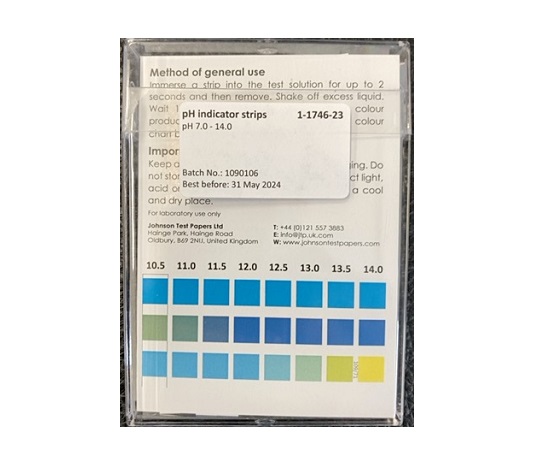 Method of general use
Immerse a strip into the test solution for up to 2
seconds and then remove. Shake off excess liquid.
Wait colour
produc colour
chart
pH indicator strips 1-1746-23
pH 7.0 - 14.0
Batch No.: 1090106
Best before: 31 May 2024
Impor
Keep a ging. Do
not stor ct light,
acid or a cool
and dry place.
For laboratory use only
Johnson Test Papers Ltd T: +44 (0)121 557 3883
Hainge Park, Hainge Road E: info@jtp.uk.com
Oldbury, B69 2NU, United Kingdom W: www.johnsontestpapers.com
10.5 11.0 11.5 12.0 12.5 13.0 13.5 14.0